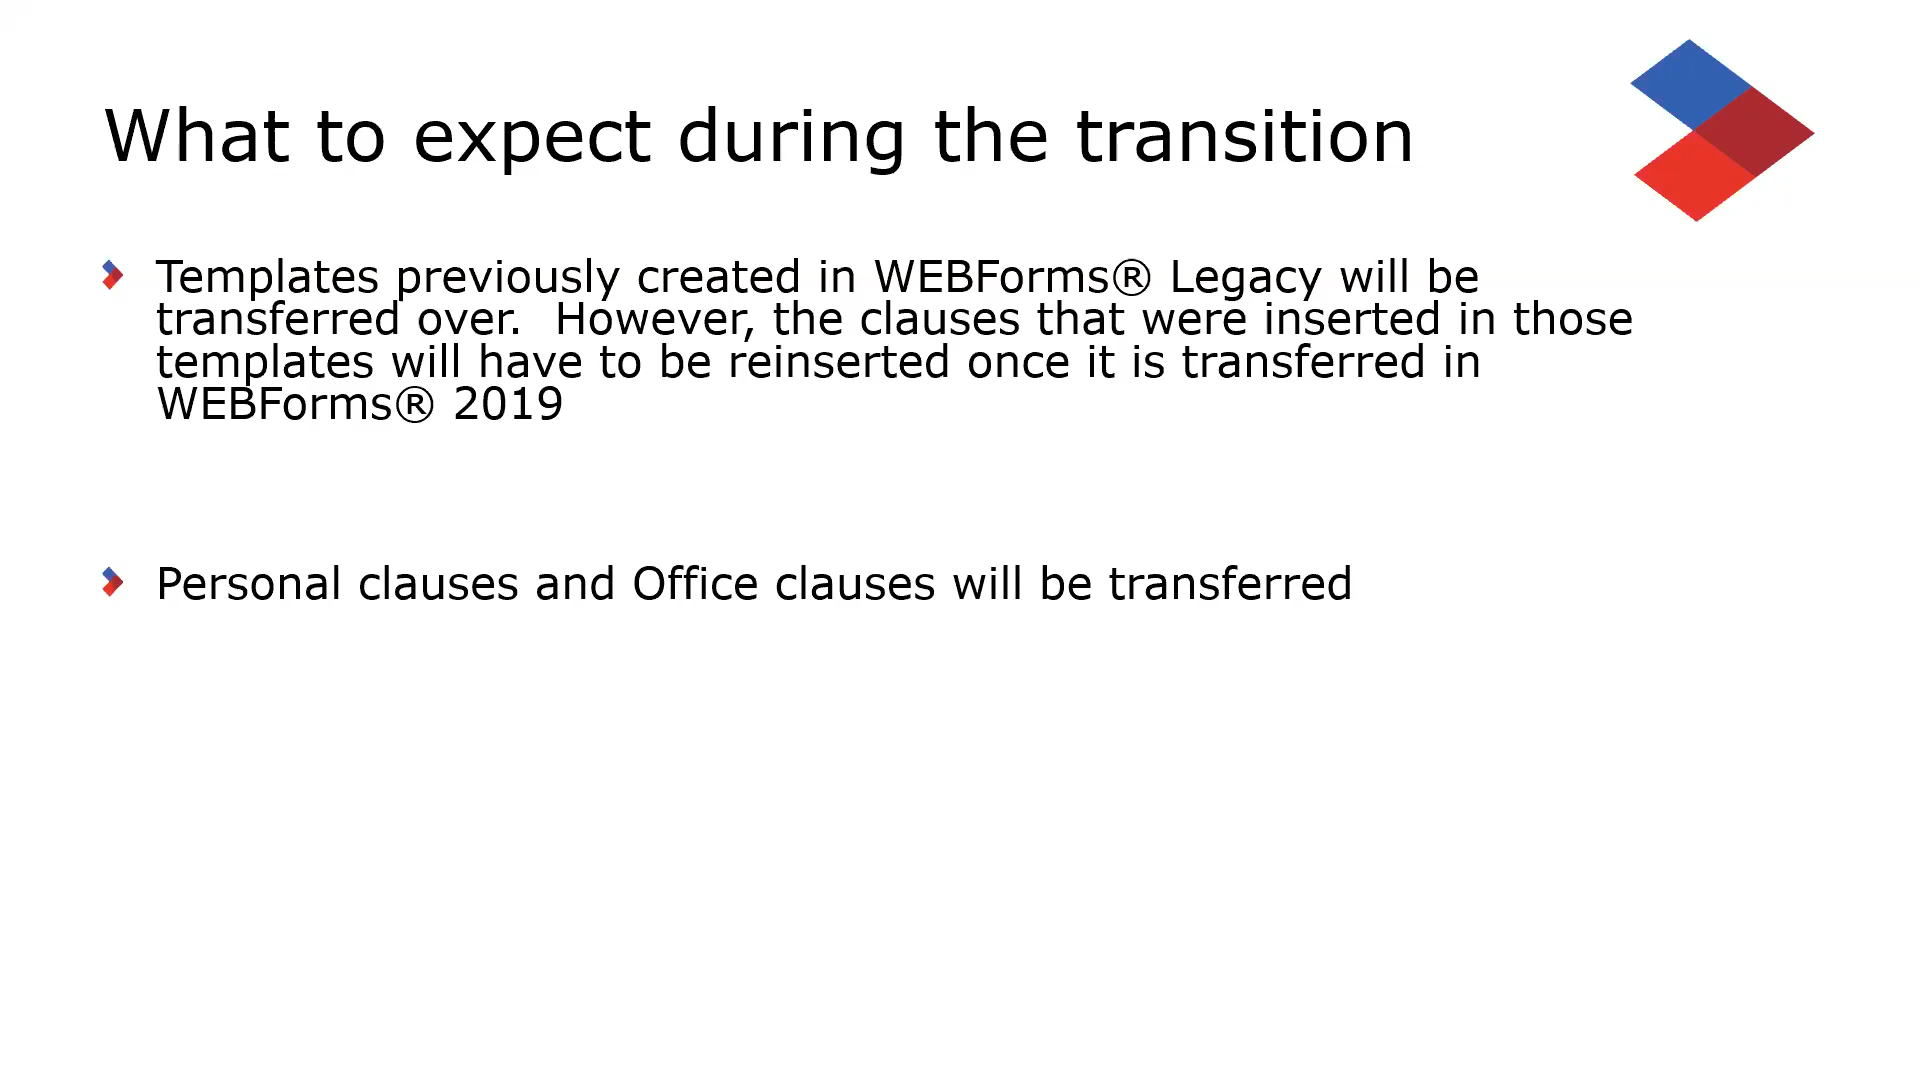 What to expect during the transition
Templates previously created in WEBForms® Legacy will be
transferred over.  However, the clauses that were inserted in those
templates will have to be reinserted once it is transferred in
WEBForms® 2019
Personal clauses and Office clauses will be transferred